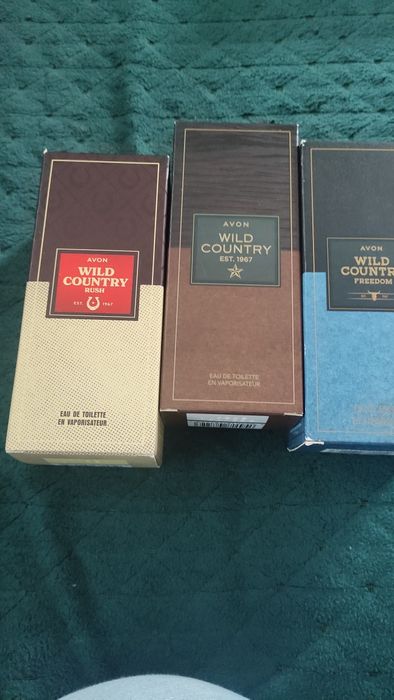 AVON
WILD
COUNTRY
RUSH
EST. 1967
EAU DE TOILETTE
EN VAPORISATEUR
AVON
WILD
COUNTRY
EST. 1967
EAU DE TOILETTE
EN VAPORISATEUR
AVON
WILD
COUNTR
FREEDOM